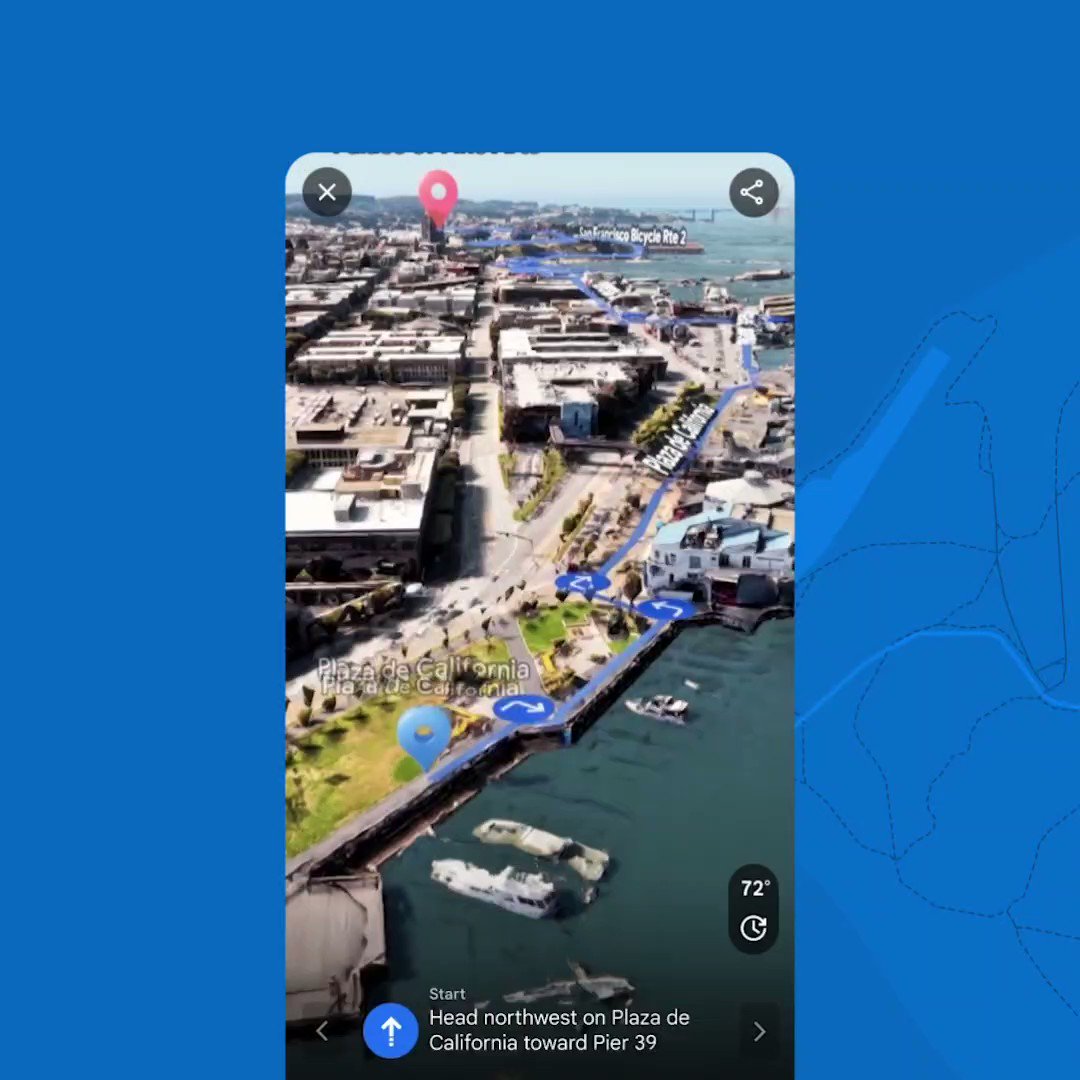 San Francisco Bicycle Rte 2
Plaza de California
Plaza de California
Plaza de California
72°
Start
Head northwest on Plaza de
California toward Pier 39